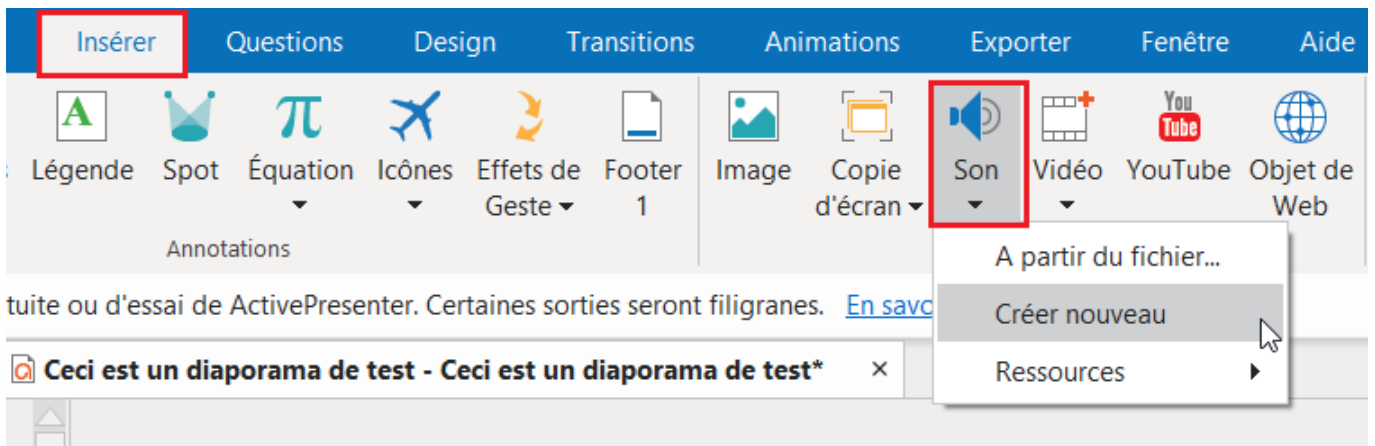 Insérer Questions Design Transitions Animations Exporter Fenêtre Aide
A π You Tube
Légende Spot Équation Icônes Effets de Footer Image Copie Son Vidéo YouTube Objet de
Geste 1 d'écran Web
Annotations
A partir du fichier...
tuite ou d'essai de ActivePresenter. Certaines sorties seront filigranes. En savo
Créer nouveau
Ceci est un diaporama de test - Ceci est un diaporama de test* ×
Ressources